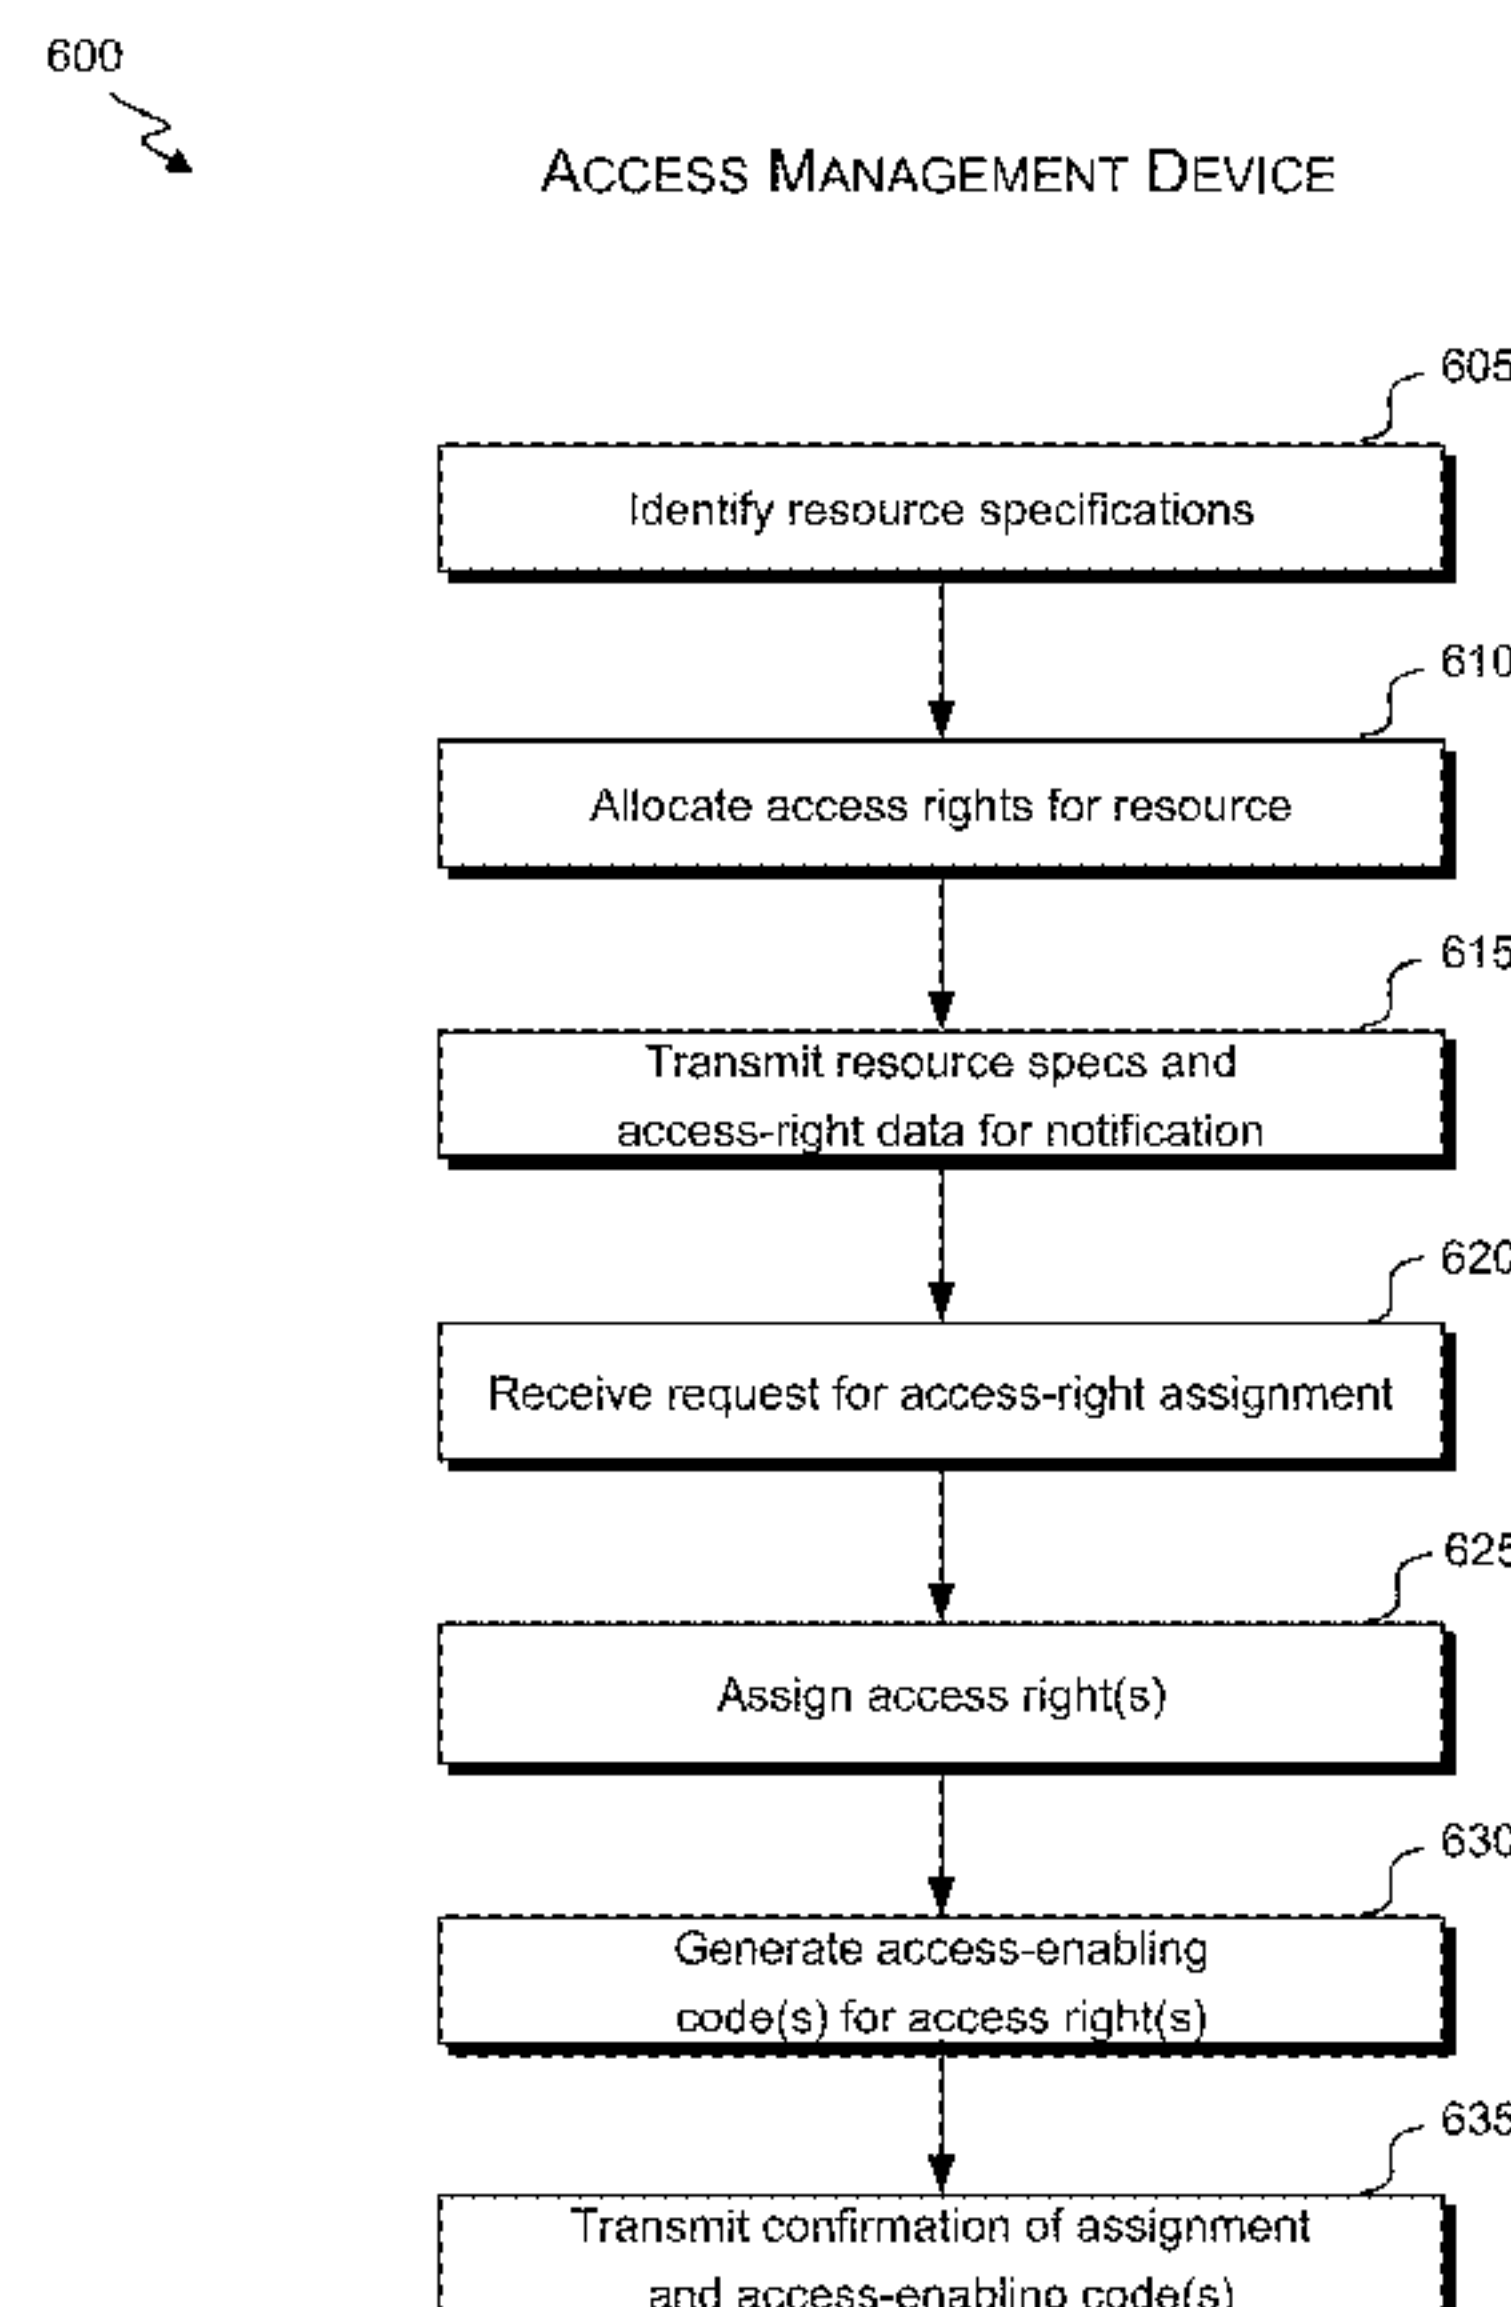 600
ACCESS MANAGEMENT DEVICE
605
Identify resource specifications
610
Allocate access rights for resource
615
Transmit resource specs and
access-right data for notification
620
Receive request for access-right assignment
625
Assign access right(s)
630
Generate access-enabling
code(s) for access right(s)
635
Transmit confirmation of assignment
and access-enabling code(s)